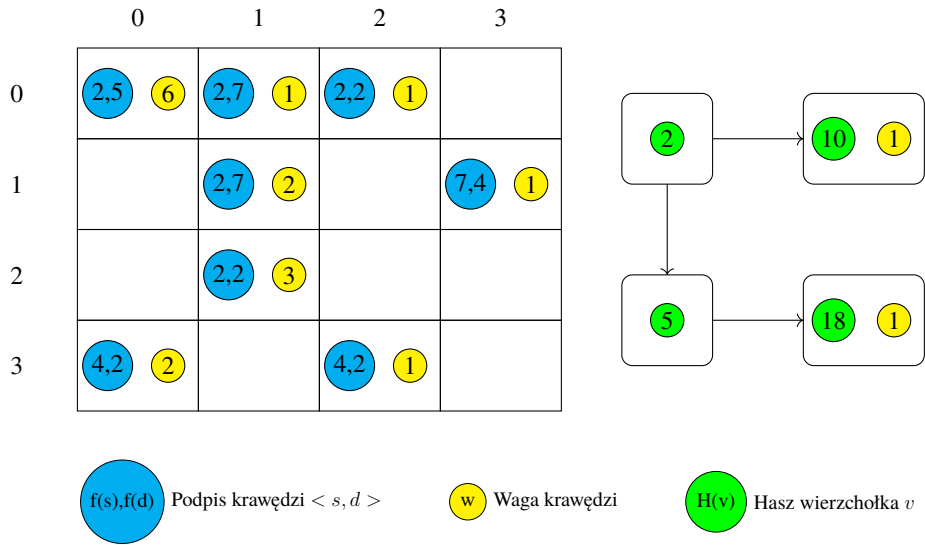 0 1 2 3
0 2,5 6 2,7 1 2,2 1
2 10 1
1 2,7 2 7,4 1
2 2,2 3
5 18 1
3 4,2 2 4,2 1
f(s),f(d) Podpis krawędzi < s, d > w Waga krawędzi H(v) Hasz wierzchołka v